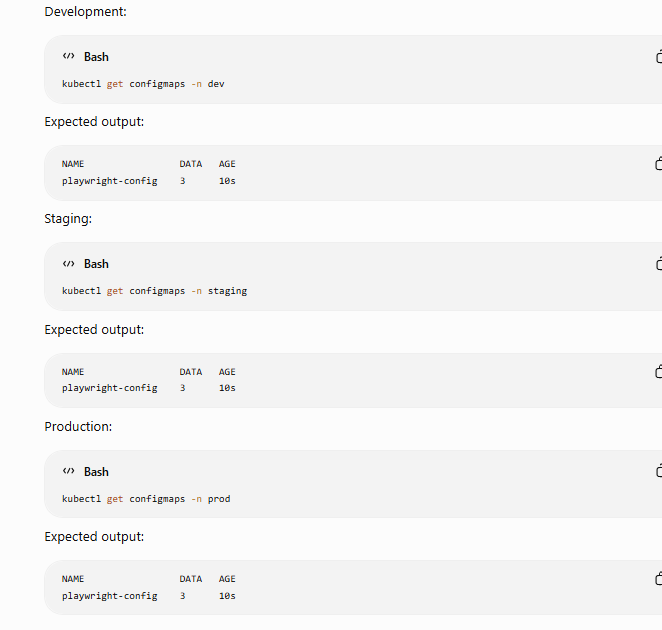 Development:
Bash
kubectl get configmaps -n dev
Expected output:
NAME DATA AGE
playwright-config 3 10s
Staging:
Bash
kubectl get configmaps -n staging
Expected output:
NAME DATA AGE
playwright-config 3 10s
Production:
Bash
kubectl get configmaps -n prod
Expected output:
NAME DATA AGE
playwright-config 3 10s